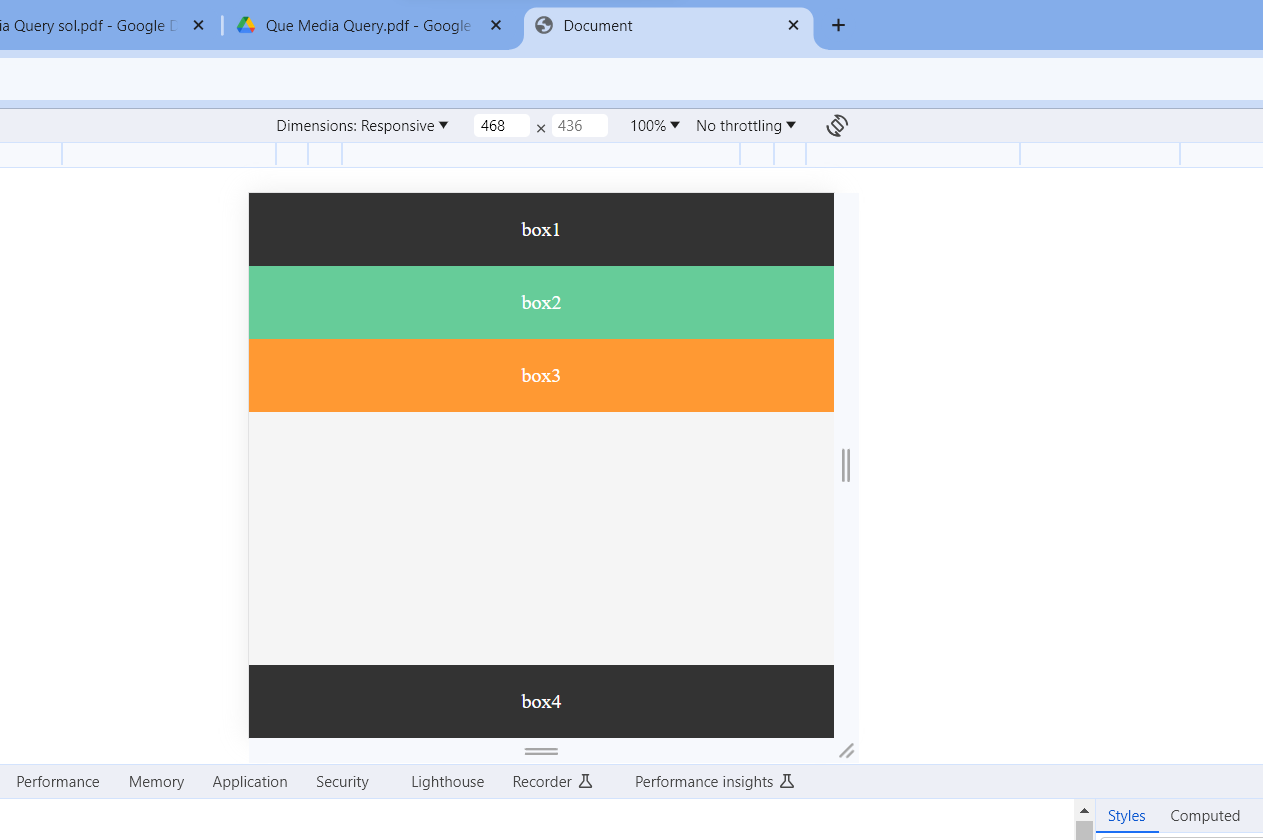 ia Query sol.pdf - Google Que Media Query.pdf - Google Document
Dimensions: Responsive 468 × 436 100% No throttling
box1
box2
box3
box4
Performance Memory Application Security Lighthouse Recorder Performance insights
Styles Computed